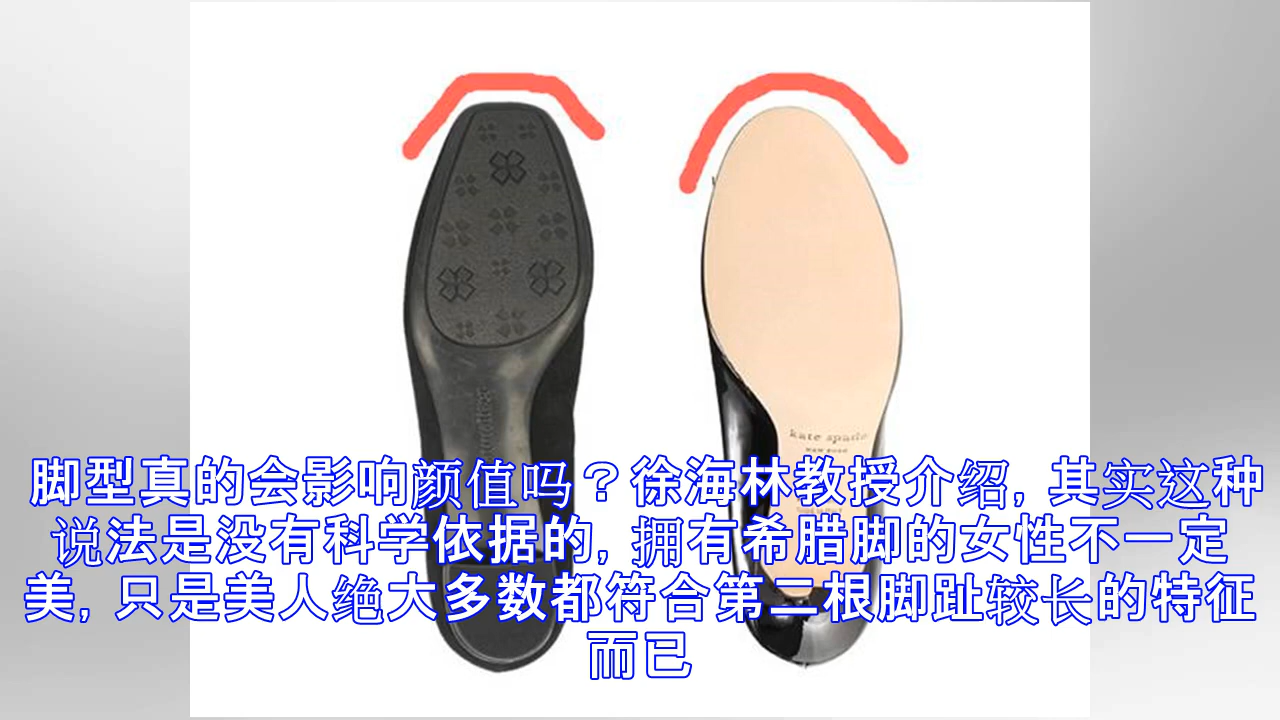 kate spade
NEW YORK
脚型真的会影响颜值吗？徐海林教授介绍, 其实这种
说法是没有科学依据的, 拥有希腊脚的女性不一定
美, 只是美人绝大多数都符合第二根脚趾较长的特征
而已